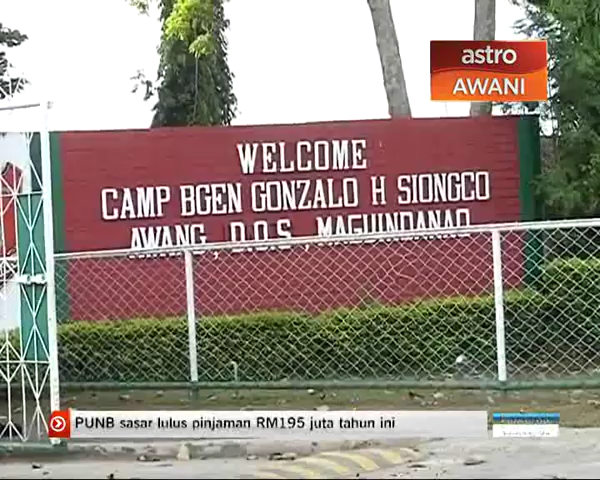 astro
AWANI
WELCOME
CAMP BGEN GONZALO H SIONGCO
AWANG, D.O.S, MAGUINDANAO
PUNB sasar lulus pinjaman RM195 juta tahun ini